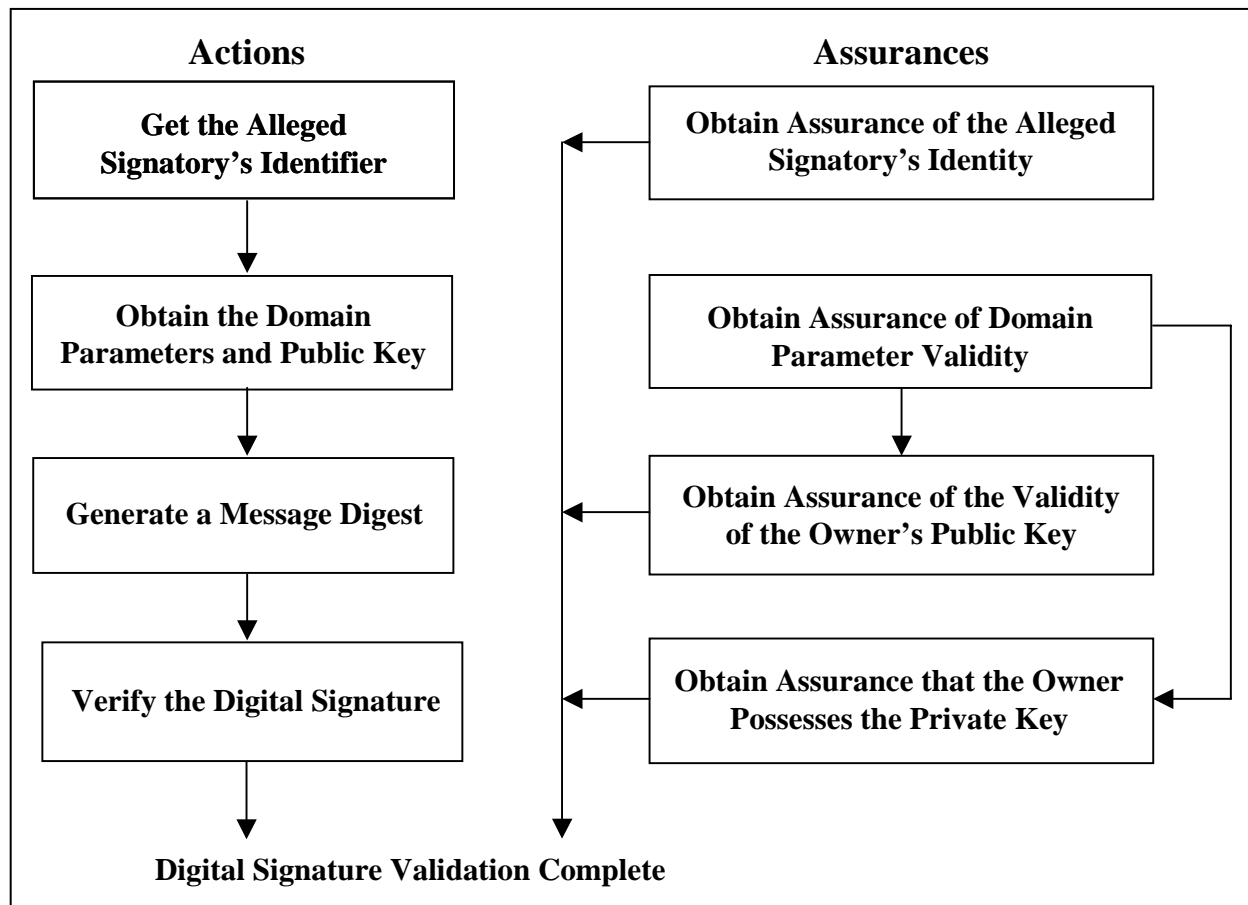 Actions
Get the Alleged
Signatory’s Identifier
Obtain the Domain
Parameters and Public Key
Generate a Message Digest
Verify the Digital Signature
Assurances
Obtain Assurance of the Alleged
Signatory’s Identity
Obtain Assurance of Domain
Parameter Validity
Obtain Assurance of the Validity
of the Owner’s Public Key
Obtain Assurance that the Owner
Possesses the Private Key
Digital Signature Validation Complete